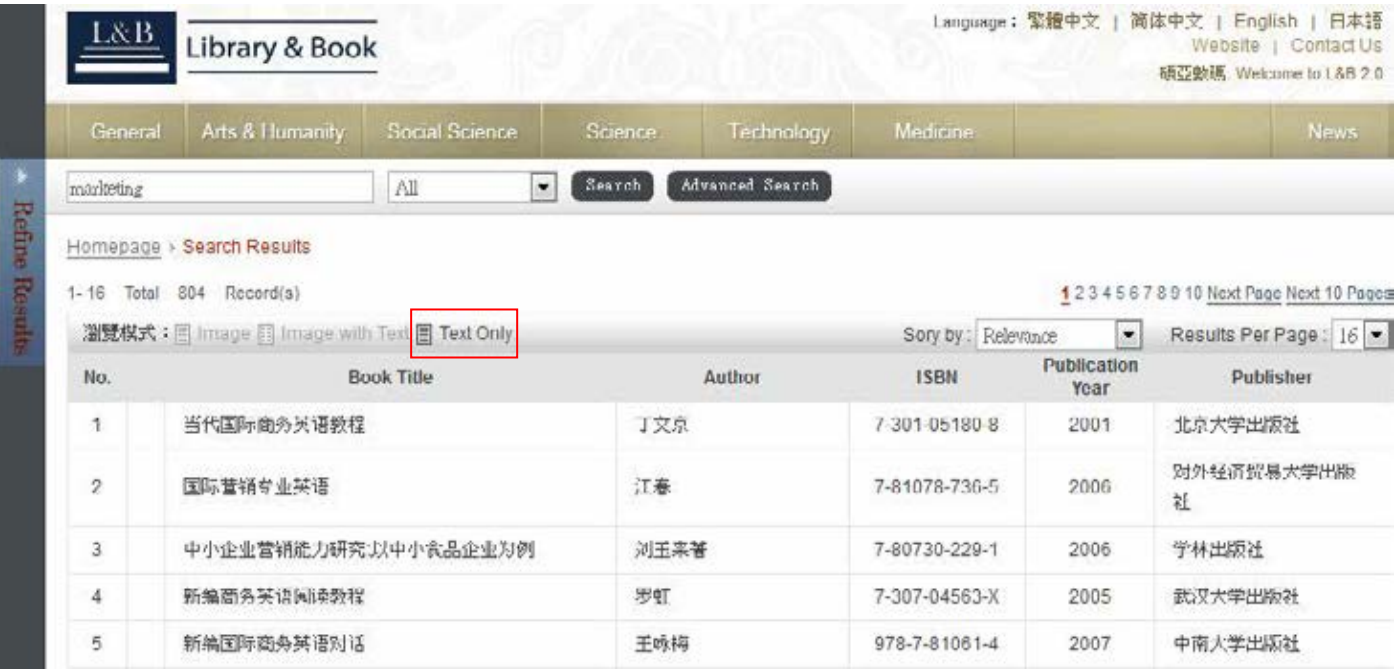 L&B Library & Book
Language: 繁體中文 | 简体中文 | English | 日本語
Website | Contact Us
碩亞數碼 Welcome to L&B 2.0
General Arts & Humanity Social Science Science Technology Medicine News
marketing All Search Advanced Search
Refine Results
Homepage › Search Results
1- 16 Total 804 Record(s) 1 2 3 4 5 6 7 8 9 10 Next Page Next 10 Pages
瀏覽模式： Image Image with Text Text Only Sory by : Relevance Results Per Page : 16
No. Book Title Author ISBN Publication Year Publisher
1 当代国际商务英语教程 丁文京 7-301-05180-8 2001 北京大学出版社
2 国际营销专业英语 江春 7-81078-736-5 2006 对外经济贸易大学出版
社
3 中小企业营销能力研究:以中小食品企业为例 刘玉来著 7-80730-229-1 2006 学林出版社
4 新编商务英语阅读教程 罗虹 7-307-04563-X 2005 武汉大学出版社
5 新编国际商务英语对话 王咏梅 978-7-81061-4 2007 中南大学出版社